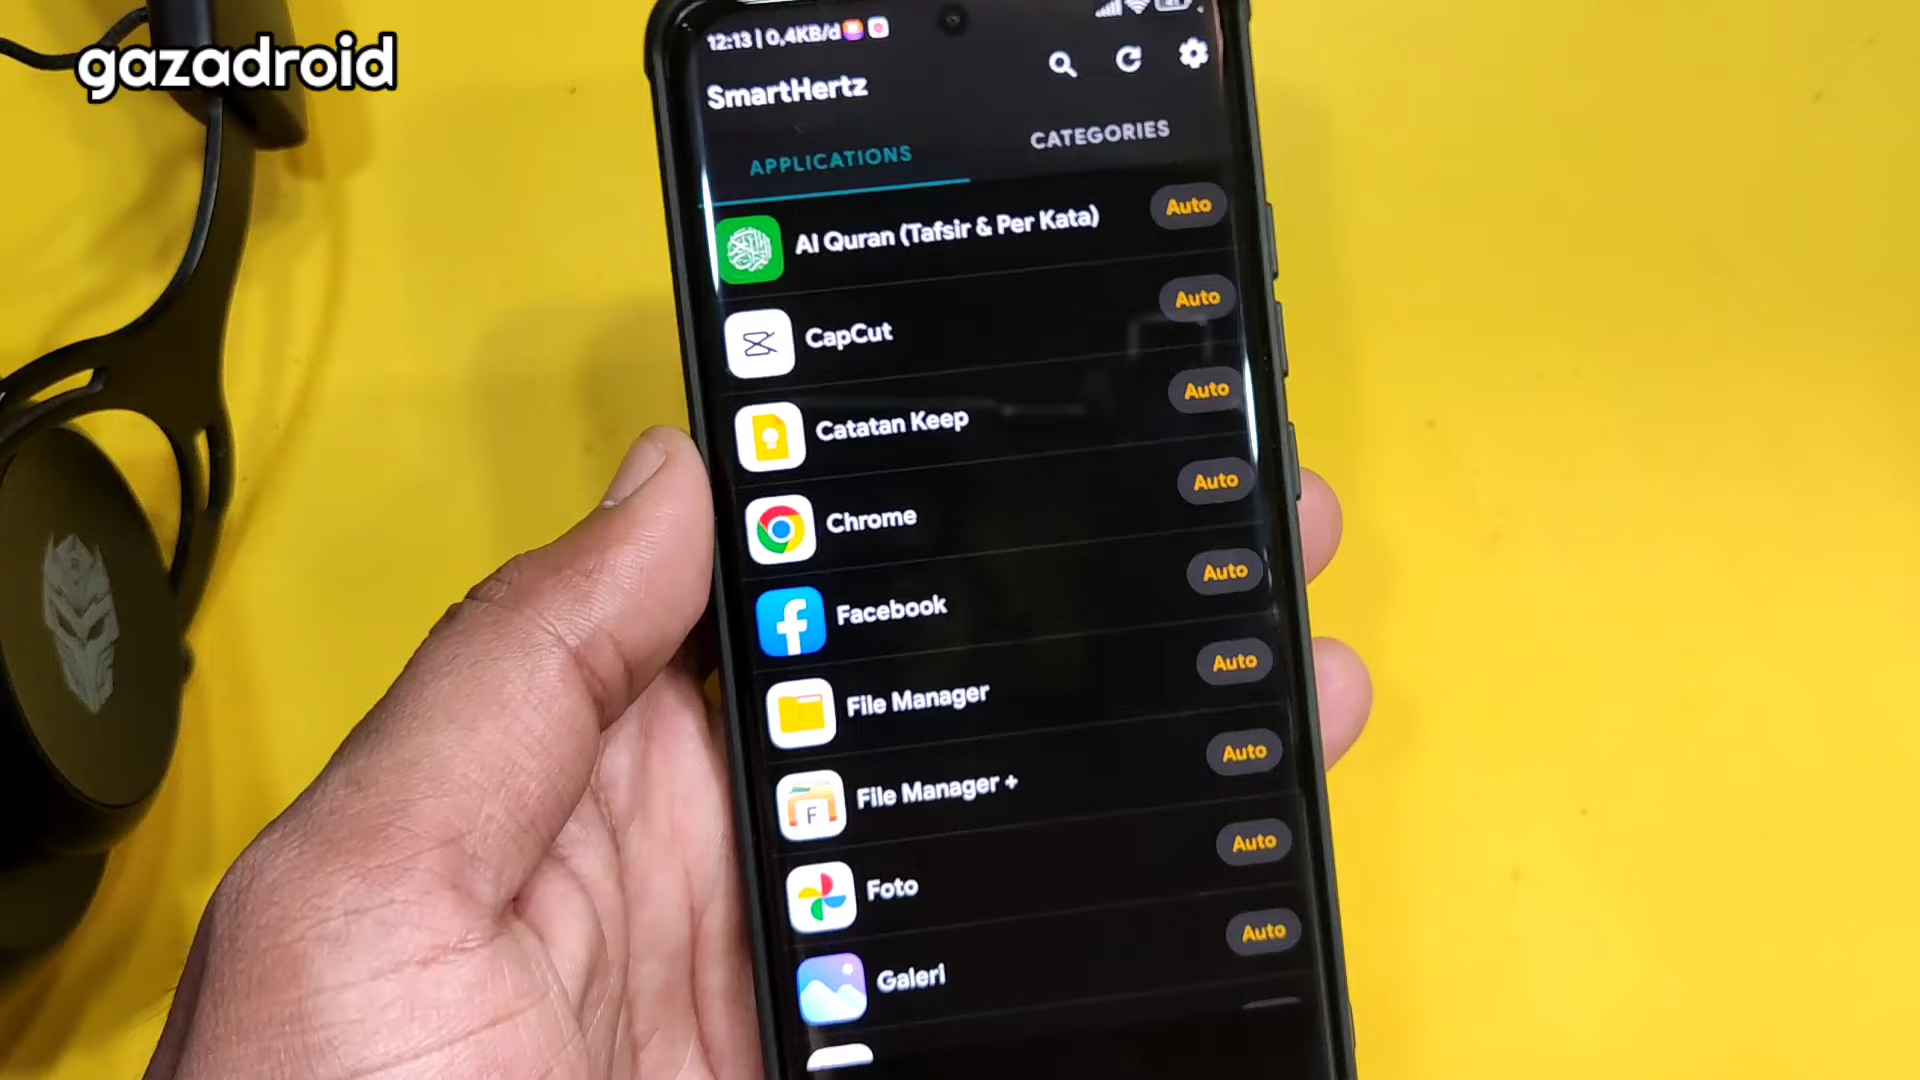 gazadroid
12:13 | 0,4KB/d
SmartHertz
APPLICATIONS
CATEGORIES
Al Quran (Tafsir & Per Kata)
Auto
CapCut
Auto
Catatan Keep
Auto
Chrome
Auto
Facebook
Auto
File Manager
Auto
File Manager +
Auto
Foto
Auto
Galeri
Auto